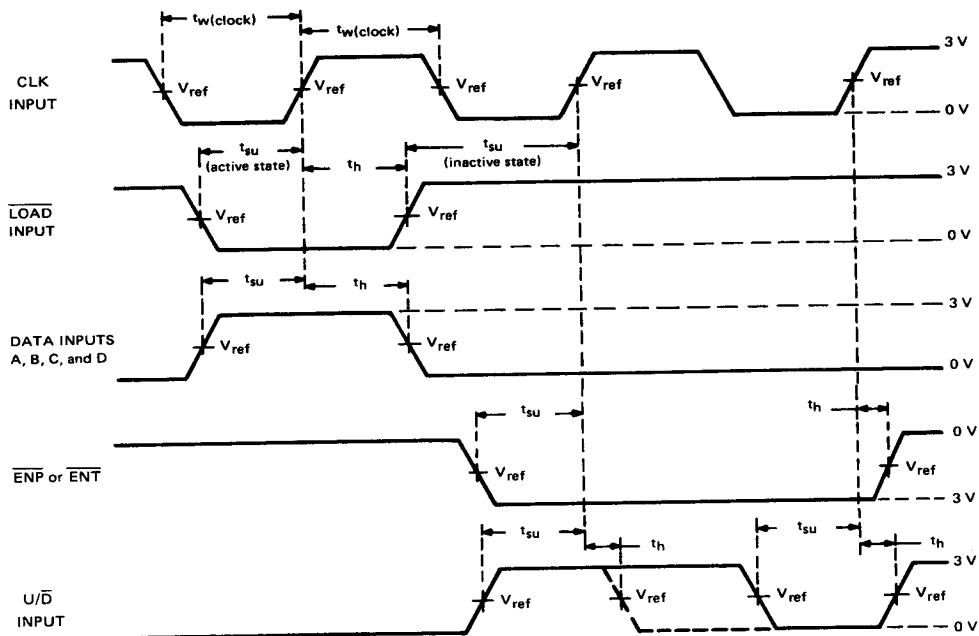 tw(clock) tw(clock)
3 V
CLK
INPUT
Vref Vref Vref Vref Vref
0 V
tsu
(active state)
th
tsu
(inactive state)
3 V
LOAD
INPUT
Vref Vref
0 V
tsu th
3 V
DATA INPUTS
A, B, C, and D
Vref Vref
0 V
tsu th
0 V
ENP or ENT
Vref Vref
3 V
tsu th tsu th
3 V
U/D
INPUT
Vref Vref Vref Vref
0 V